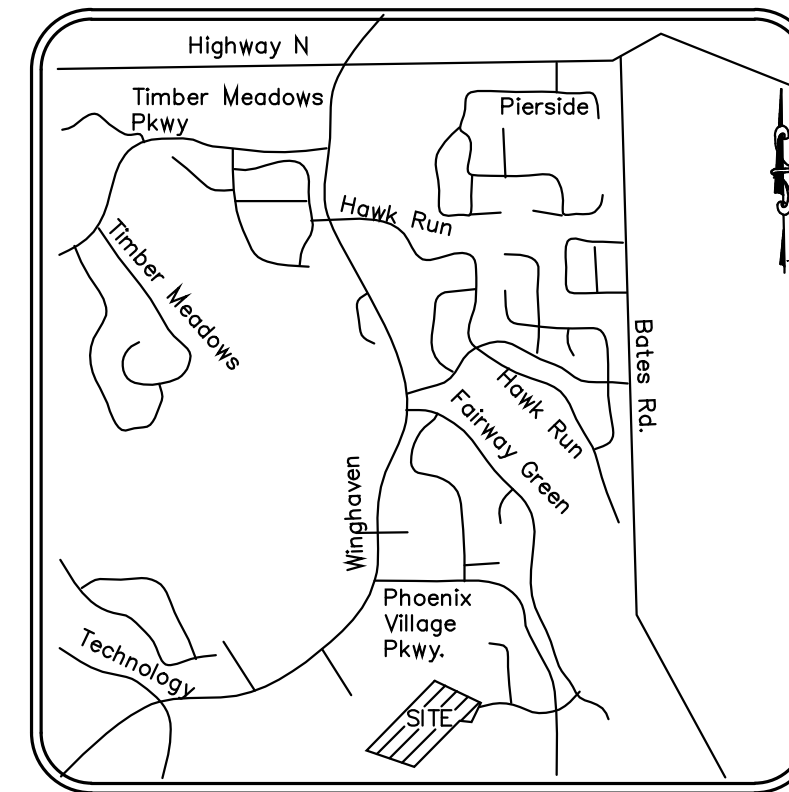 Highway N
Timber Meadows
Pkwy
Pierside
Hawk Run
Timber Meadows
Bates Rd.
Hawk Run
Fairway Green
Winghaven
Phoenix
Village
Pkwy.
Technology
SITE